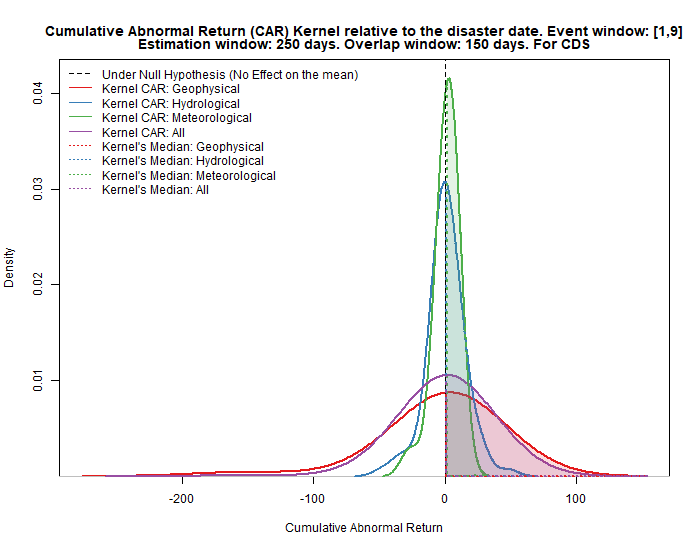 Cumulative Abnormal Return (CAR) Kernel relative to the disaster date. Event window: [1,9]
Estimation window: 250 days. Overlap window: 150 days. For CDS
Under Null Hypothesis (No Effect on the mean)
Kernel CAR: Geophysical
Kernel CAR: Hydrological
Kernel CAR: Meteorological
Kernel CAR: All
Kernel's Median: Geophysical
Kernel's Median: Hydrological
Kernel's Median: Meteorological
Kernel's Median: All
0.04
0.03
0.02
0.01
Density
-200
-100
0
100
Cumulative Abnormal Return